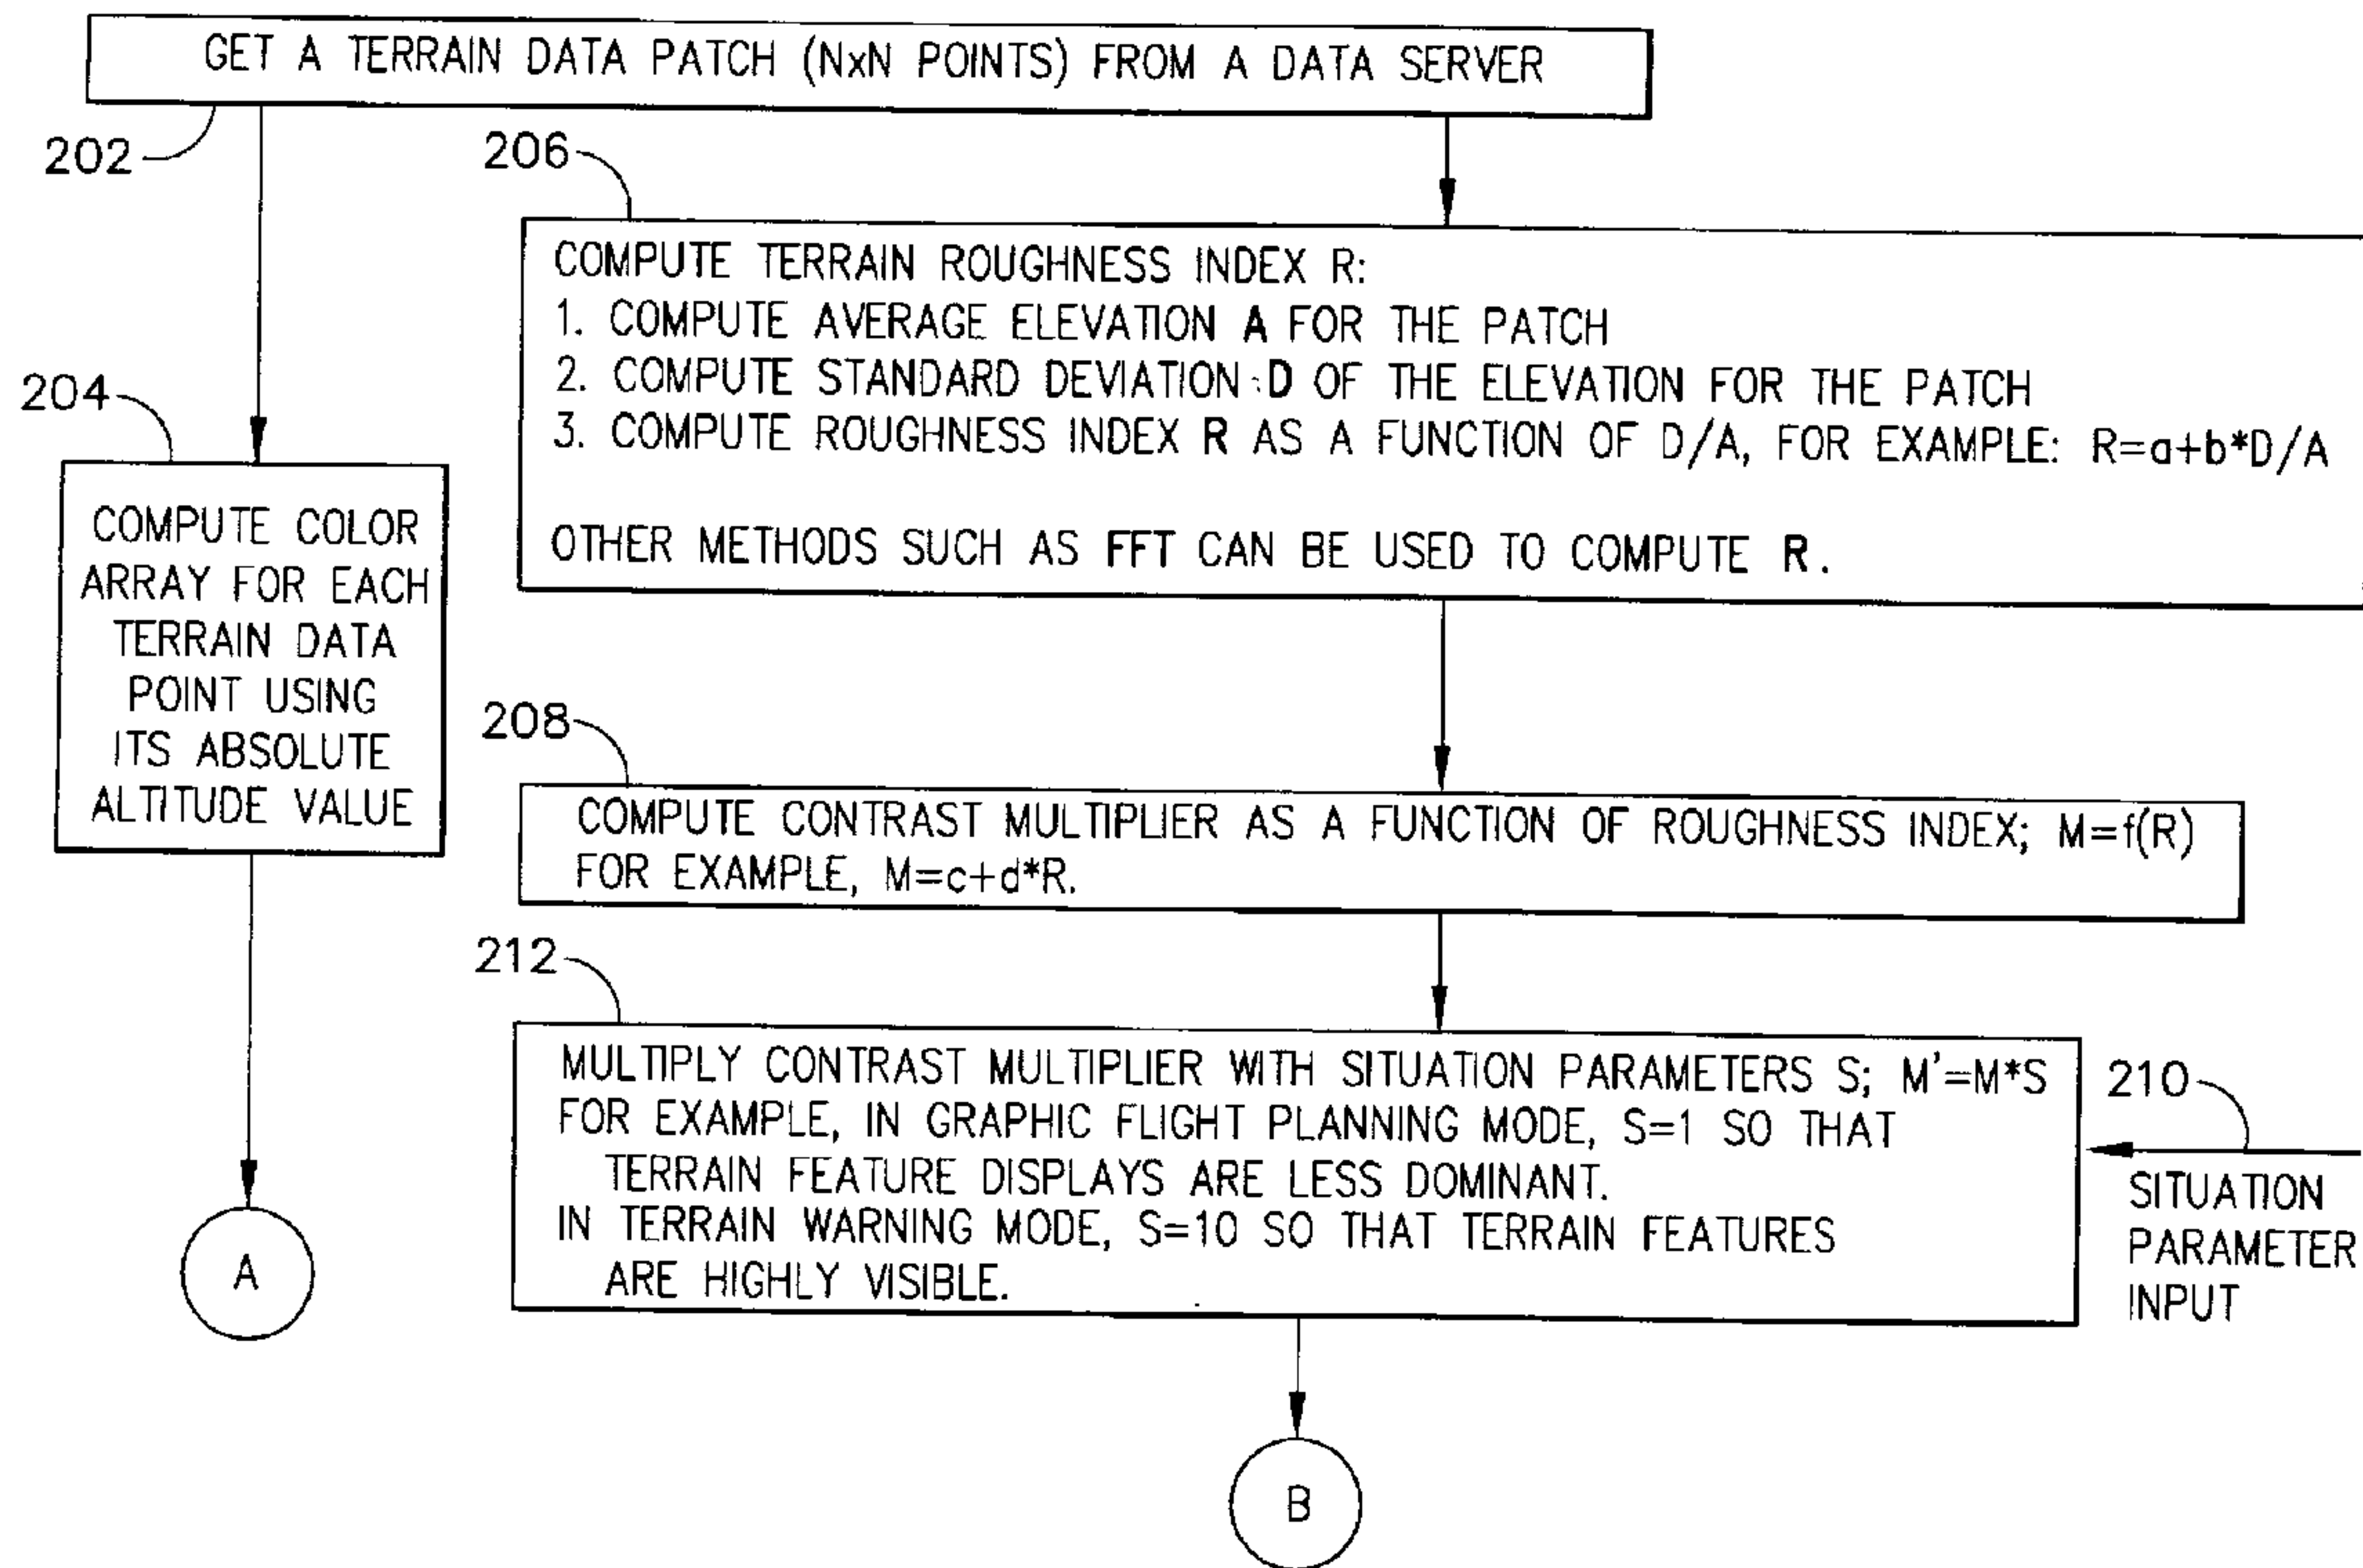 GET A TERRAIN DATA PATCH (NxN POINTS) FROM A DATA SERVER
202
206
COMPUTE TERRAIN ROUGHNESS INDEX R:
1. COMPUTE AVERAGE ELEVATION A FOR THE PATCH
2. COMPUTE STANDARD DEVIATION D OF THE ELEVATION FOR THE PATCH
3. COMPUTE ROUGHNESS INDEX R AS A FUNCTION OF D/A, FOR EXAMPLE: R=a+b*D/A
OTHER METHODS SUCH AS FFT CAN BE USED TO COMPUTE R.
204
COMPUTE COLOR
ARRAY FOR EACH
TERRAIN DATA
POINT USING
ITS ABSOLUTE
ALTITUDE VALUE
208
COMPUTE CONTRAST MULTIPLIER AS A FUNCTION OF ROUGHNESS INDEX; M=f(R)
FOR EXAMPLE, M=c+d*R.
212
MULTIPLY CONTRAST MULTIPLIER WITH SITUATION PARAMETERS S; M'=M*S
FOR EXAMPLE, IN GRAPHIC FLIGHT PLANNING MODE, S=1 SO THAT
TERRAIN FEATURE DISPLAYS ARE LESS DOMINANT.
IN TERRAIN WARNING MODE, S=10 SO THAT TERRAIN FEATURES
ARE HIGHLY VISIBLE.
210
SITUATION
PARAMETER
INPUT
A
B